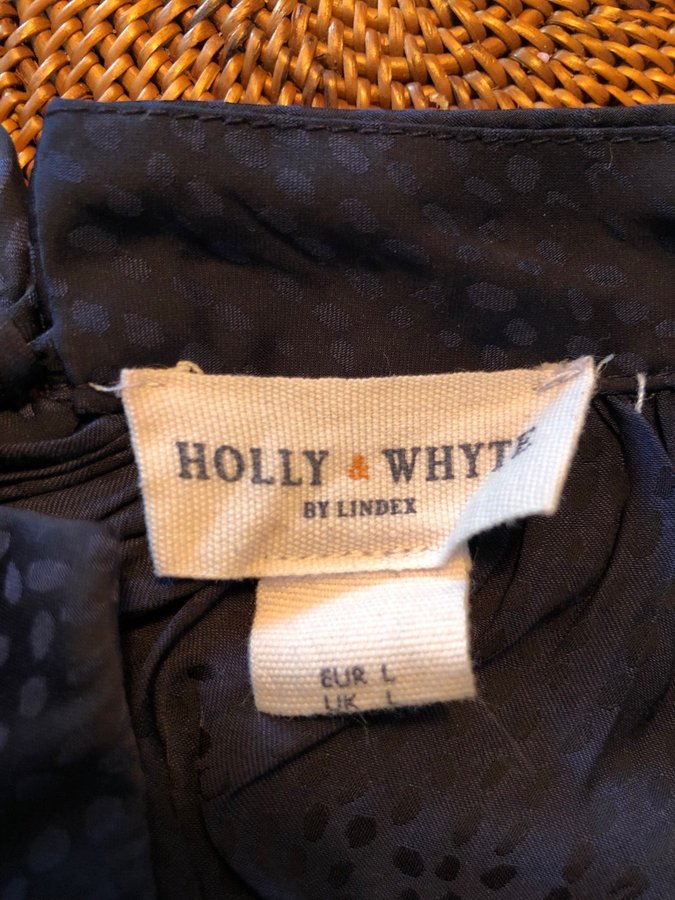 HOLLY & WHYTE
BY LINDEX
EUR L
UK L